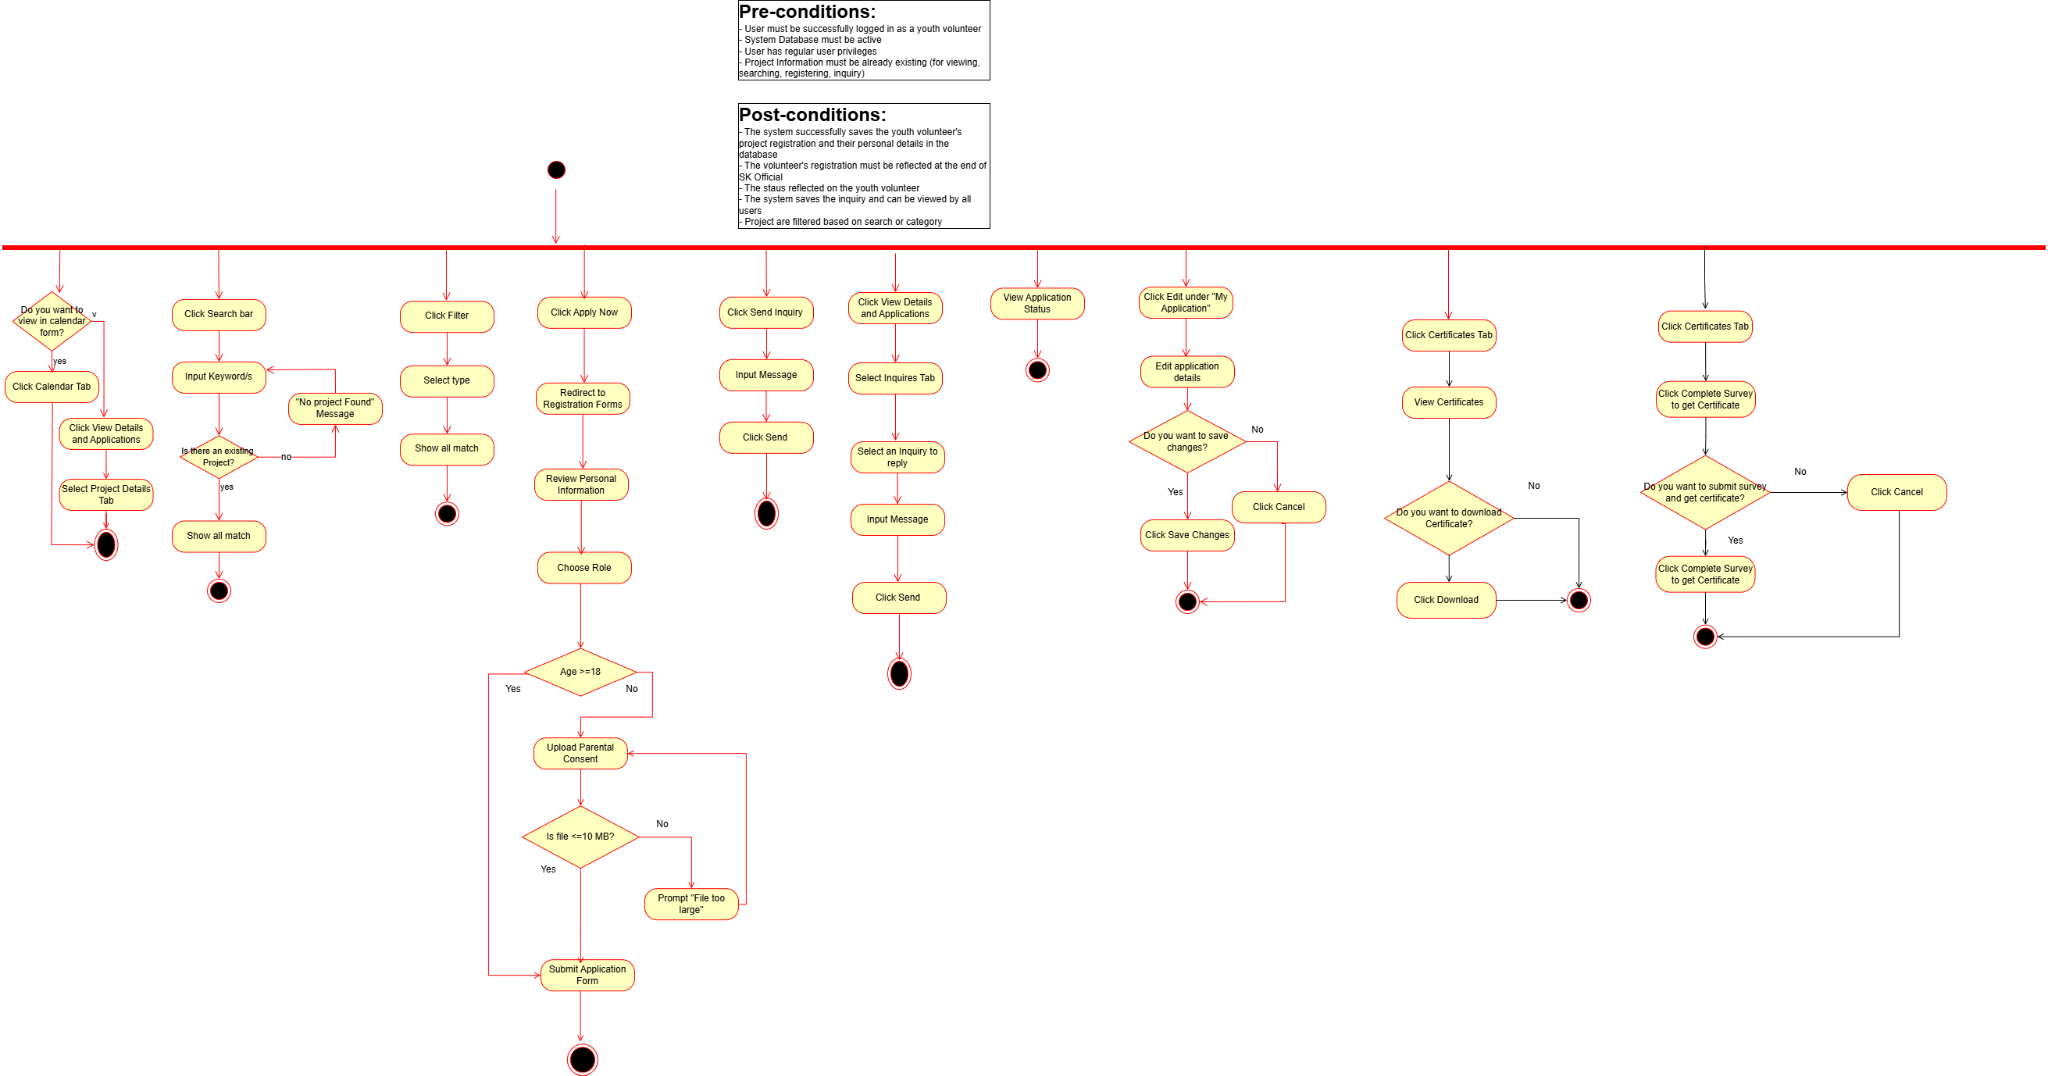 Pre-conditions:
- User must be successfully logged in as a youth volunteer
- System Database must be active
- User has regular user privileges
- Project Information must be already existing (for viewing,
searching, registering, inquiry)
Post-conditions:
- The system successfully saves the youth volunteer's
project registration and their personal details in the
database
- The volunteer's registration must be reflected at the end of
SK Official
- The staus reflected on the youth volunteer
- The system saves the inquiry and can be viewed by all
users
- Project are filtered based on search or category
Do you want to
view in calendar
form?
v
yes
Click Calendar Tab
Click View Details
and Applications
Select Project Details
Tab
Click Search bar
Input Keyword/s
"No project Found"
Message
Is there an existing
Project?
no
yes
Show all match
Click Filter
Select type
Show all match
Click Apply Now
Redirect to
Registration Forms
Review Personal
Information
Choose Role
Age >=18
Yes
No
Upload Parental
Consent
Is file <=10 MB?
No
Yes
Prompt "File too
large"
Submit Application
Form
Click Send Inquiry
Input Message
Click Send
Click View Details
and Applications
Select Inquires Tab
Select an Inquiry to
reply
Input Message
Click Send
View Application
Status
Click Edit under "My
Application"
Edit application
details
Do you want to save
changes?
No
Yes
Click Cancel
Click Save Changes
Click Certificates Tab
View Certificates
Do you want to download
Certificate?
No
Click Download
Click Certificates Tab
Click Complete Survey
to get Certificate
Do you want to submit survey
and get certificate?
No
Click Cancel
Yes
Click Complete Survey
to get Certificate